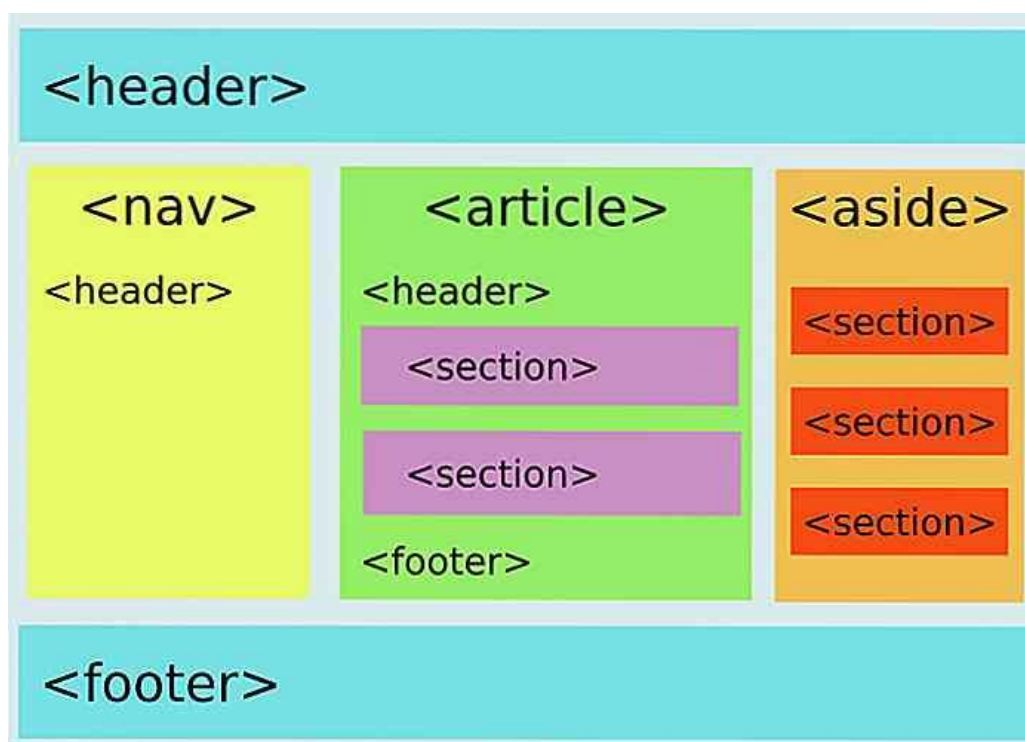 <header>
<nav>
<header>
<article>
<header>
<section>
<section>
<footer>
<aside>
<section>
<section>
<section>
<footer>